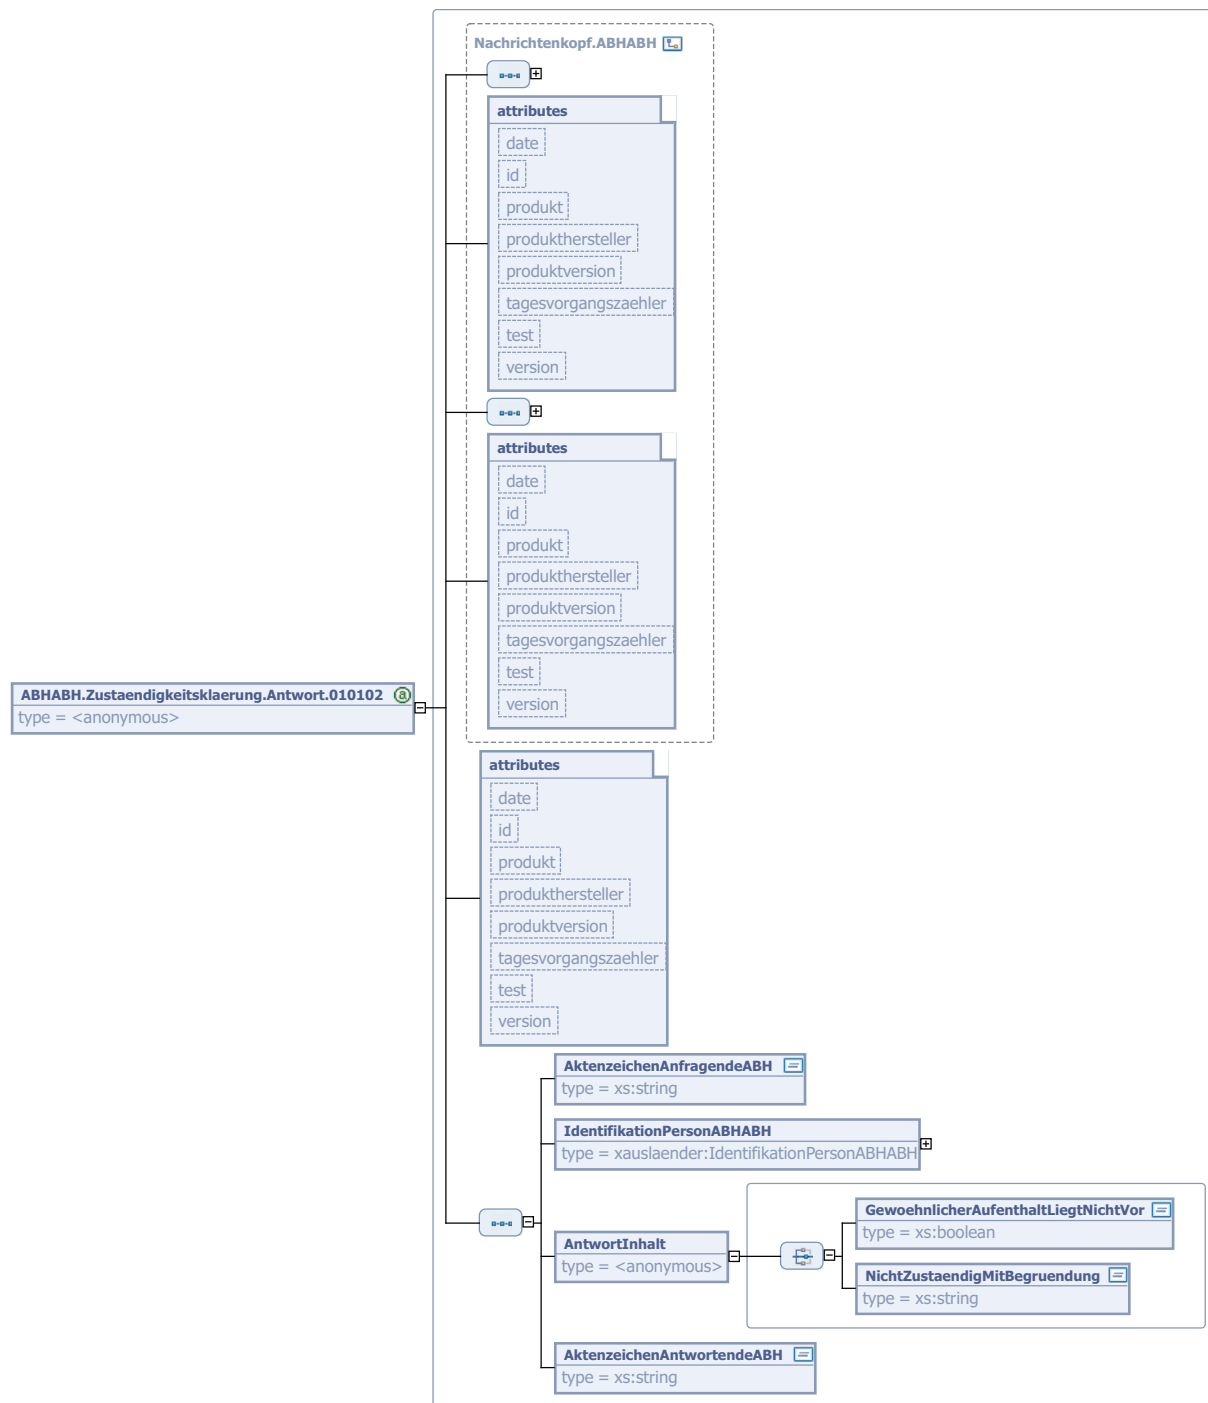 Nachrichtenkopf.ABHABH
attributes
date
id
produkt
produkthersteller
produktversion
tagesvorgangszaehler
test
version
attributes
date
id
produkt
produkthersteller
produktversion
tagesvorgangszaehler
test
version
ABHABH.Zustaendigkeitsklaerung.Antwort.010102 a
type = <anonymous>
attributes
date
id
produkt
produkthersteller
produktversion
tagesvorgangszaehler
test
version
AktenzeichenAnfragendeABH
type = xs:string
IdentifikationPersonABHABH
type = xauslaender:IdentifikationPersonABHABH
AntwortInhalt
type = <anonymous>
GewoehnlicherAufenthaltLiegtNichtVor
type = xs:boolean
NichtZustaendigMitBegruendung
type = xs:string
AktenzeichenAntwortendeABH
type = xs:string